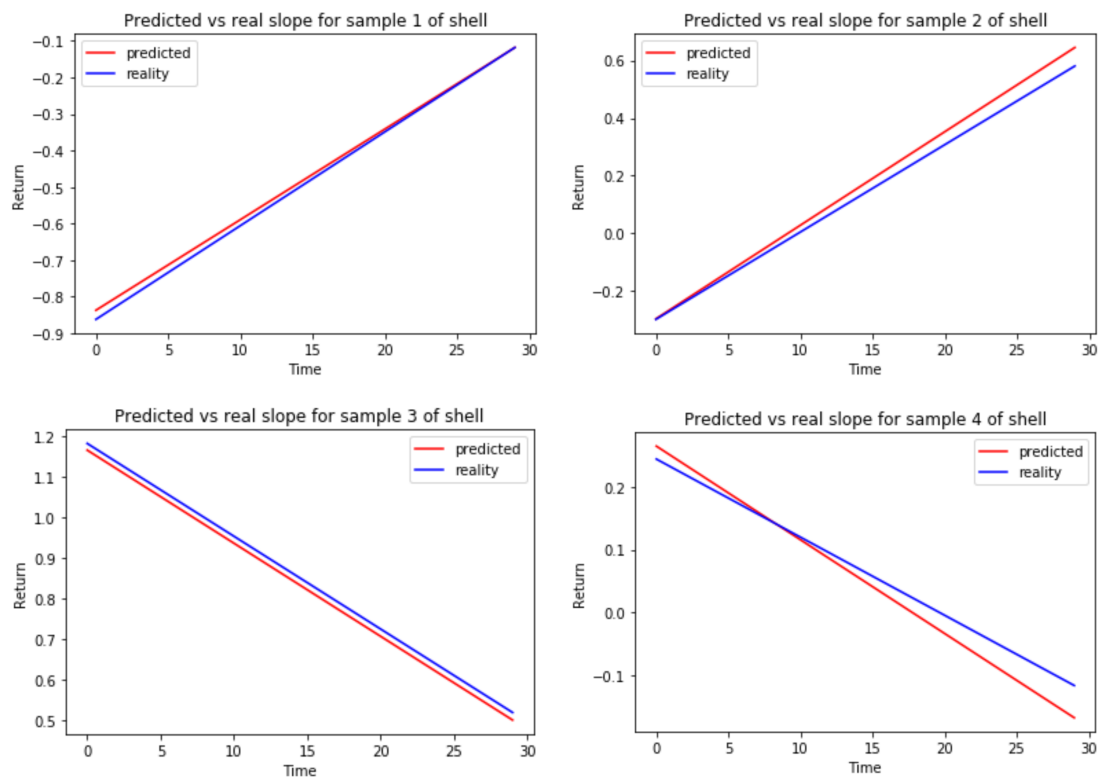 Predicted vs real slope for sample 1 of shell
predicted
reality
−0.1
−0.2
−0.3
−0.4
−0.5
−0.6
−0.7
−0.8
−0.9
Return
0 5 10 15 20 25 30
Time
Predicted vs real slope for sample 2 of shell
predicted
reality
0.6
0.4
0.2
0.0
−0.2
Return
0 5 10 15 20 25 30
Time
Predicted vs real slope for sample 3 of shell
predicted
reality
1.2
1.1
1.0
0.9
0.8
0.7
0.6
0.5
Return
0 5 10 15 20 25 30
Time
Predicted vs real slope for sample 4 of shell
predicted
reality
0.2
0.1
0.0
−0.1
Return
0 5 10 15 20 25 30
Time